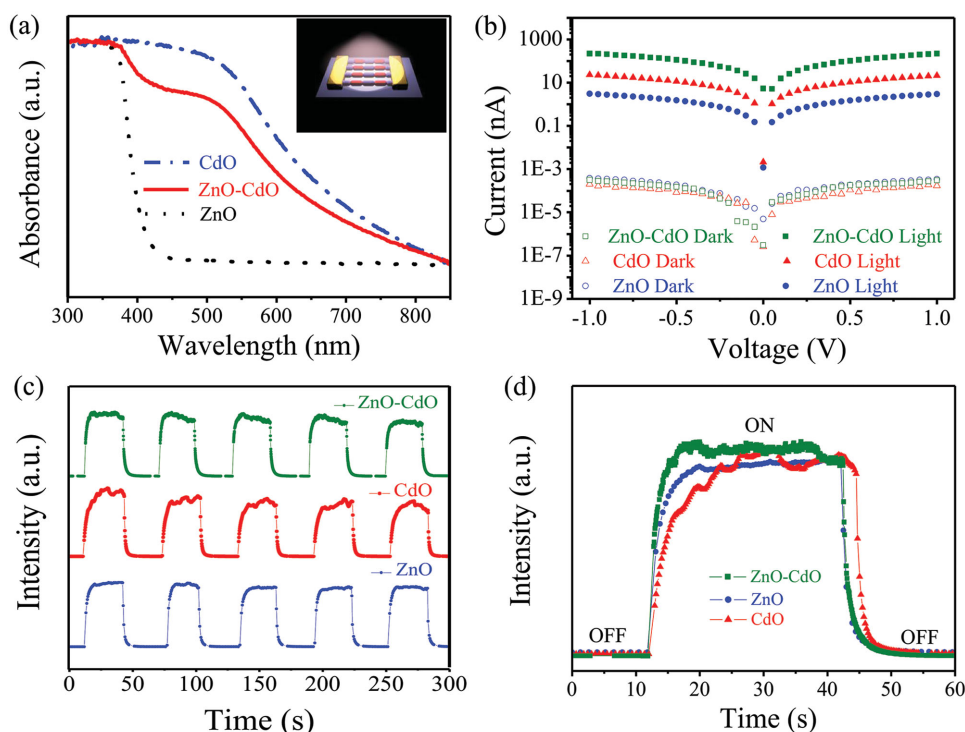 (a)
Absorbance (a.u.)
CdO
ZnO-CdO
ZnO
300 400 500 600 700 800
Wavelength (nm)
(b)
Current (nA)
1000
10
0.1
1E-3
1E-5
1E-7
1E-9
ZnO-CdO Dark
ZnO-CdO Light
CdO Dark
CdO Light
ZnO Dark
ZnO Light
-1.0 -0.5 0.0 0.5 1.0
Voltage (V)
(c)
Intensity (a.u.)
ZnO-CdO
CdO
ZnO
0 50 100 150 200 250 300
Time (s)
(d)
Intensity (a.u.)
ON
ZnO-CdO
ZnO
CdO
OFF
OFF
0 10 20 30 40 50 60
Time (s)